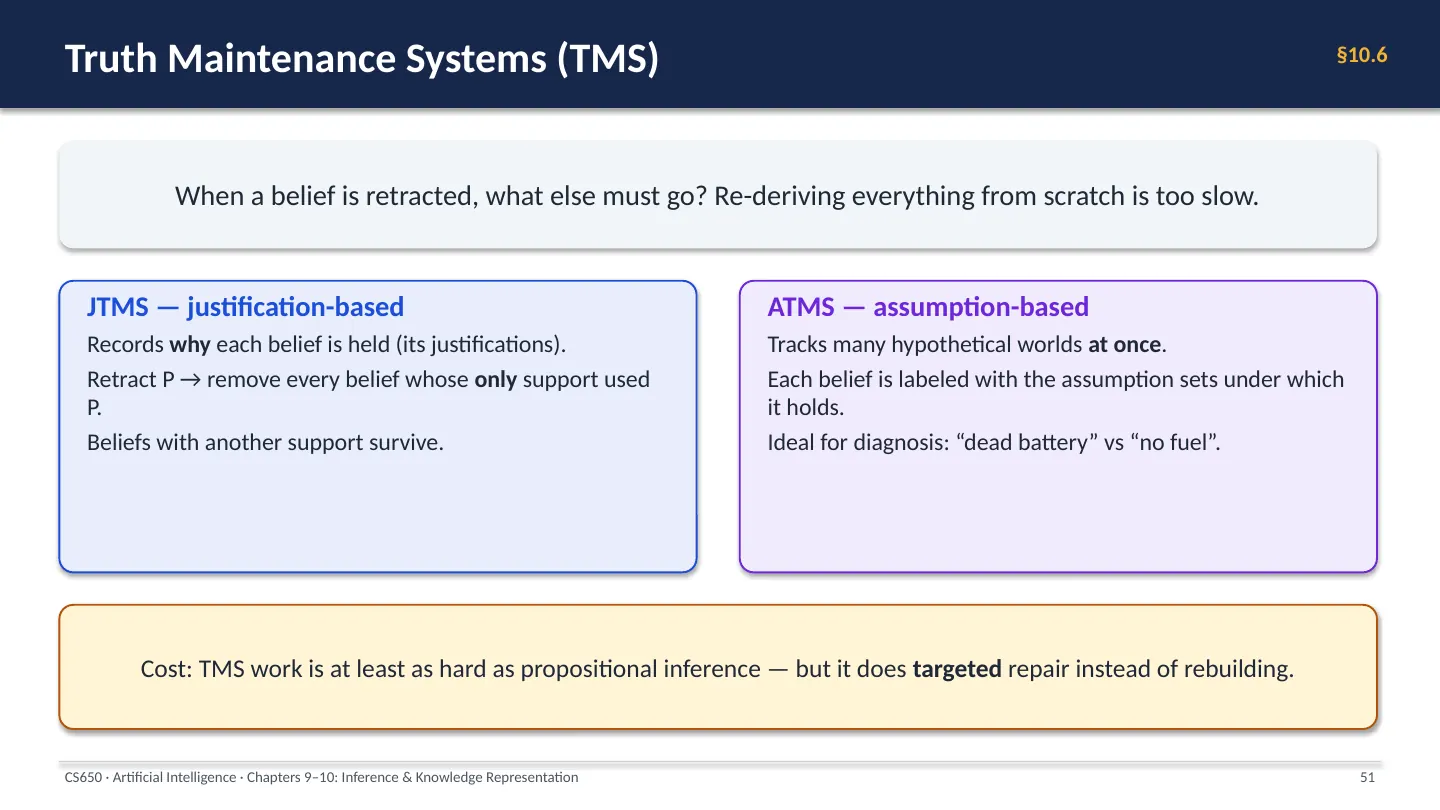 Truth Maintenance Systems (TMS)
§10.6
When a belief is retracted, what else must go? Re-deriving everything from scratch is too slow.
JTMS — justification-based
Records why each belief is held (its justifications).
Retract P → remove every belief whose only support used
P.
Beliefs with another support survive.
ATMS — assumption-based
Tracks many hypothetical worlds at once.
Each belief is labeled with the assumption sets under which
it holds.
Ideal for diagnosis: “dead battery” vs “no fuel”.
Cost: TMS work is at least as hard as propositional inference — but it does targeted repair instead of rebuilding.
CS650 · Artificial Intelligence · Chapters 9–10: Inference & Knowledge Representation
51